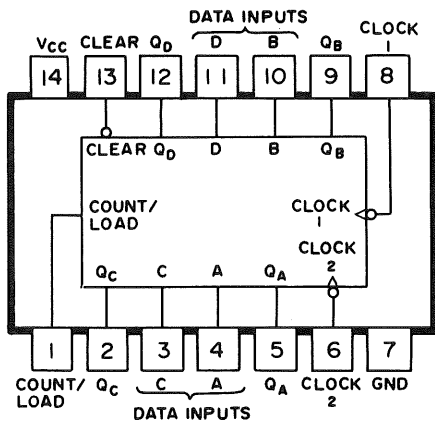 DATA INPUTS
CLOCK
1
VCC CLEAR QD D B QB
14 13 12 11 10 9 8
CLEAR QD D B QB
COUNT/
LOAD
CLOCK
1
CLOCK
2
QC C A QA
1 2 3 4 5 6 7
COUNT/
LOAD
QC C A QA CLOCK
2
GND
DATA INPUTS